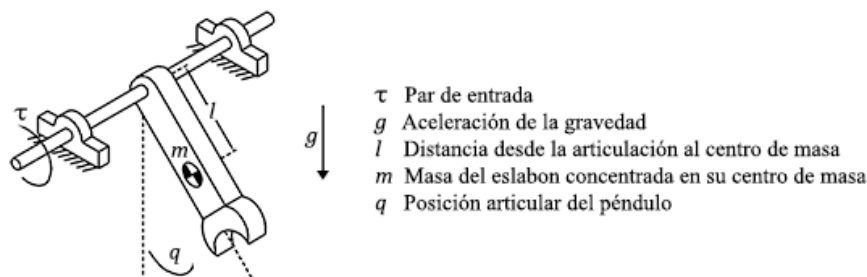 τ
l
m
g
q
τ Par de entrada
g Aceleración de la gravedad
l Distancia desde la articulación al centro de masa
m Masa del eslabon concentrada en su centro de masa
q Posición articular del péndulo